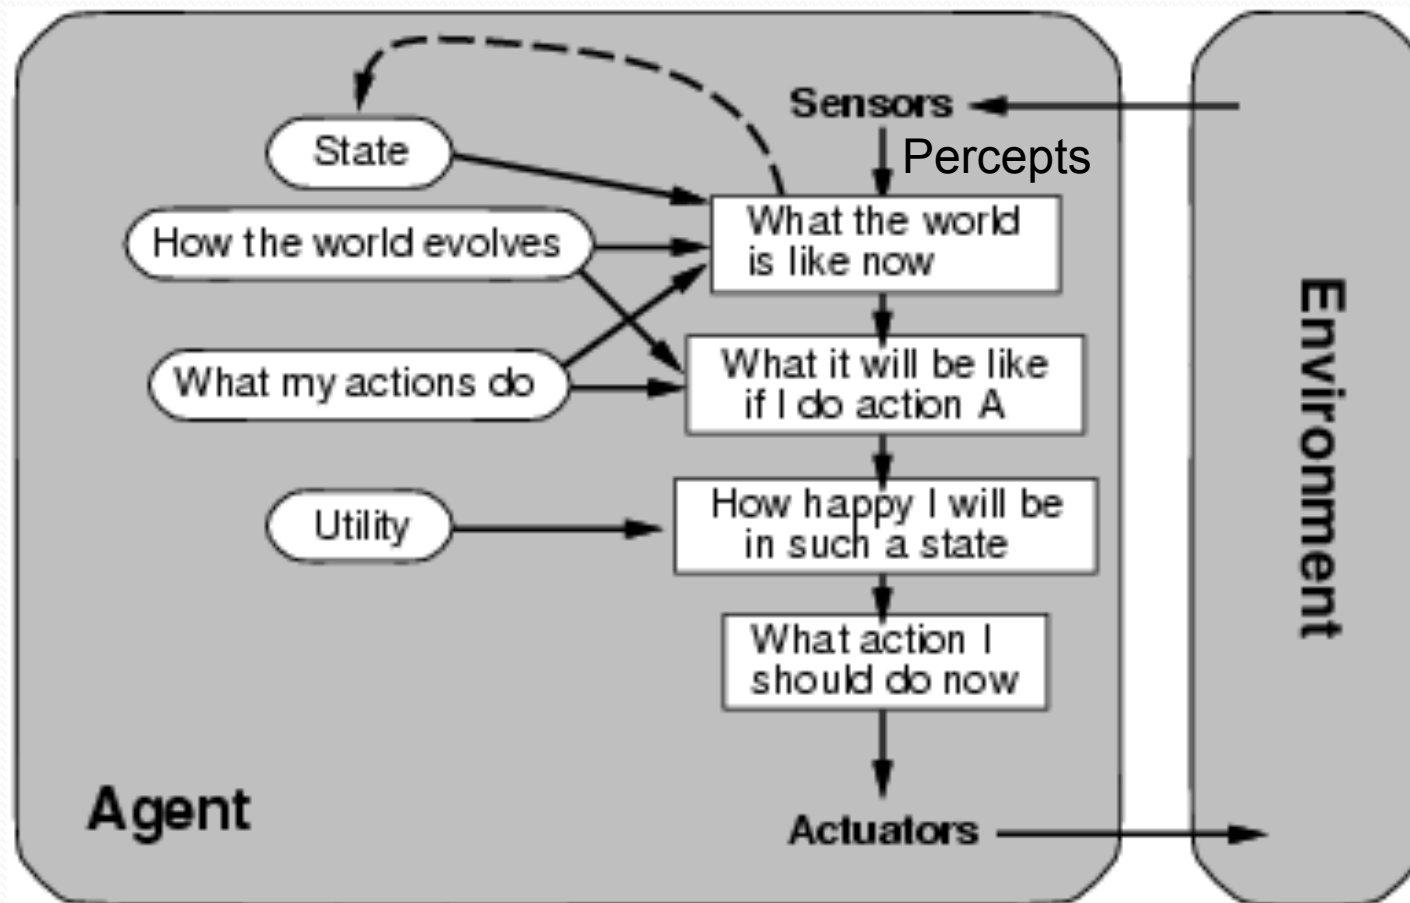 Sensors
Percepts
State
What the world
is like now
How the world evolves
What my actions do
What it will be like
if I do action A
Utility
How happy I will be
in such a state
What action I
should do now
Agent
Actuators
Environment